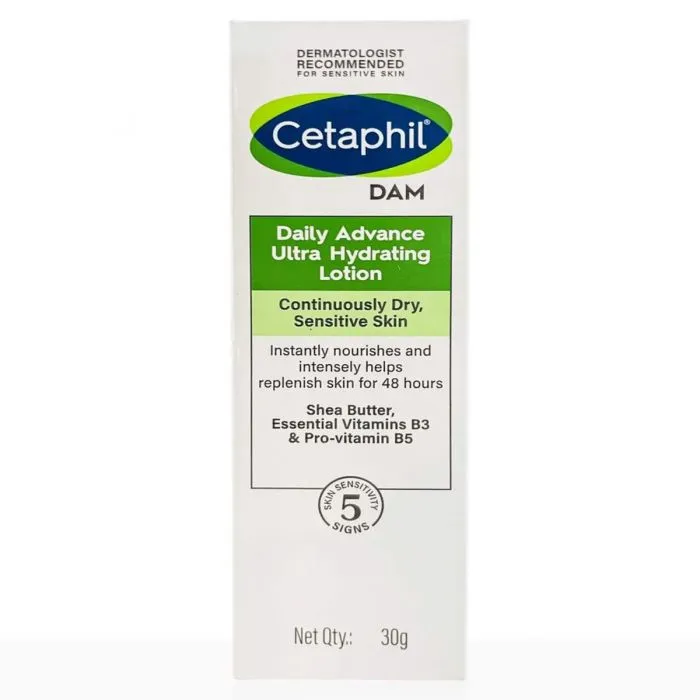 DERMATOLOGIST
RECOMMENDED
FOR SENSITIVE SKIN
Cetaphil®
DAM
Daily Advance
Ultra Hydrating
Lotion
Continuously Dry,
Sensitive Skin
Instantly nourishes and
intensely helps
replenish skin for 48 hours
Shea Butter,
Essential Vitamins B3
& Pro-vitamin B5
SKIN SENSITIVITY
5
SIGNS
Net Qty.: 30g